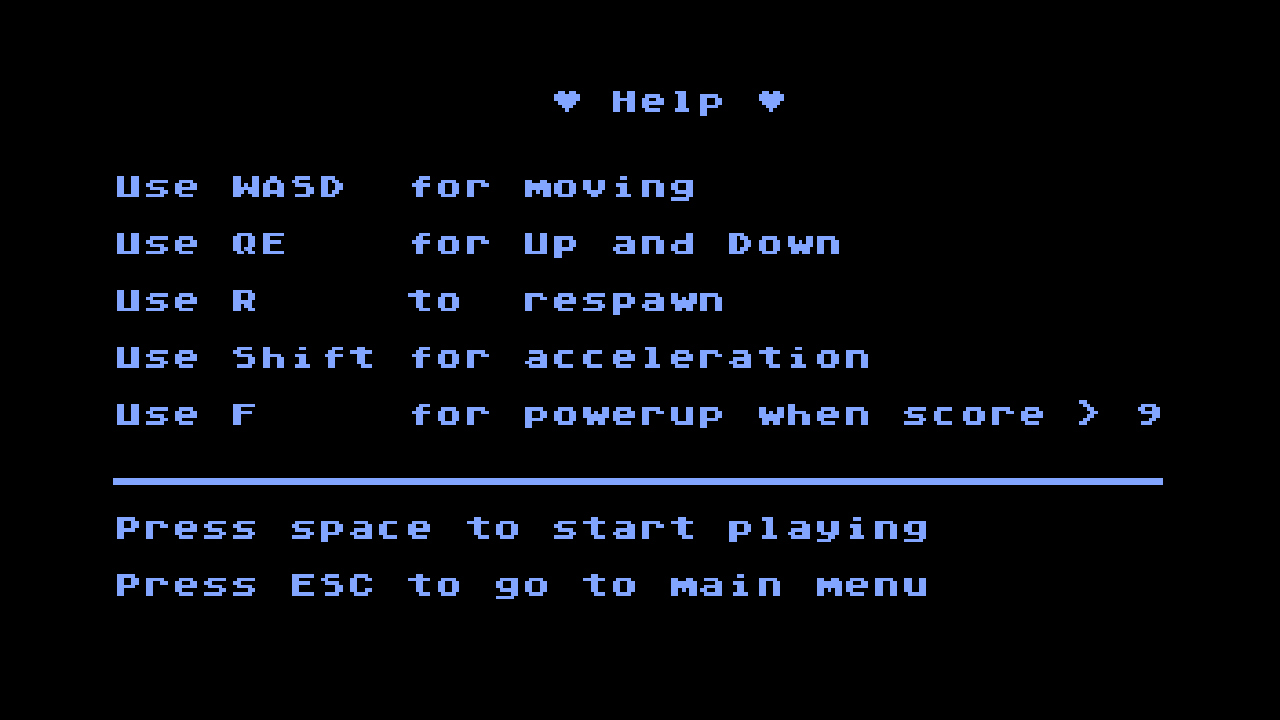 ♥ Help ♥
Use WASD  for moving
Use QE    for Up and Down
Use R     to  respawn
Use Shift for acceleration
Use F     for powerup when score > 9
Press space to start playing
Press ESC to go to main menu